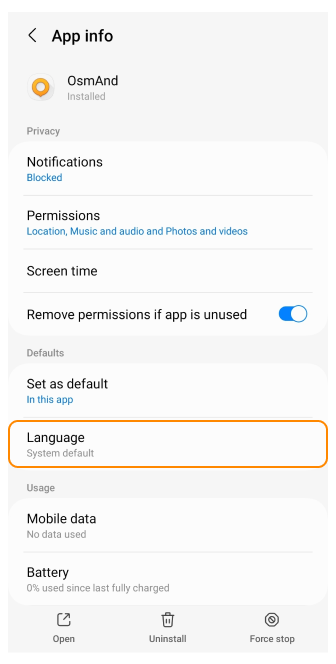 App info
OsmAnd
Installed
Privacy
Notifications
Blocked
Permissions
Location, Music and audio and Photos and videos
Screen time
Remove permissions if app is unused
Defaults
Set as default
In this app
Language
System default
Usage
Mobile data
No data used
Battery
0% used since last fully charged
Open Uninstall Force stop